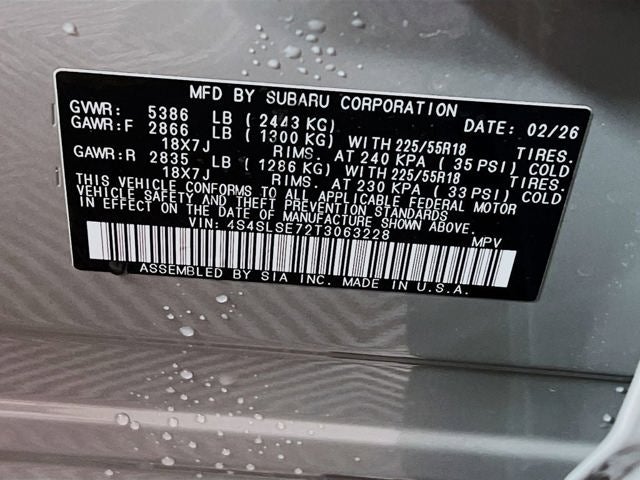 MFD BY SUBARU CORPORATION
GVWR: 5386 LB (2443 KG) DATE: 02/26
GAWR:F 2866 LB (1300 KG) WITH 225/55R18 TIRES.
18X7J RIMS. AT 240 KPA (35 PSI) COLD
GAWR:R 2835 LB (1286 KG) WITH 225/55R18 TIRES.
18X7J RIMS. AT 230 KPA (33 PSI) COLD
THIS VEHICLE CONFORMS TO ALL APPLICABLE FEDERAL MOTOR
VEHICLE SAFETY AND THEFT PREVENTION STANDARDS
IN EFFECT ON THE DATE OF MANUFACTURE SHOWN ABOVE.
VIN: 4S4SLSE72T3063228 MPV
ASSEMBLED BY SIA INC. MADE IN U.S.A.